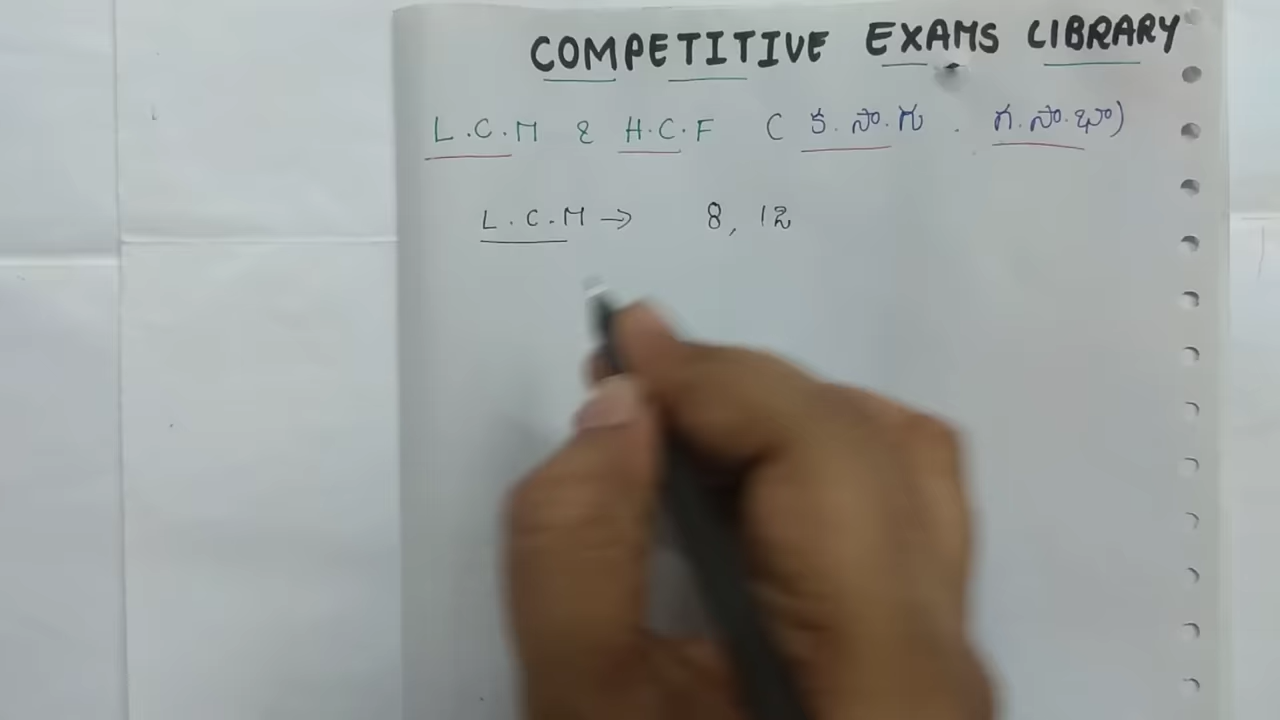 COMPETITIVE EXAMS LIBRARY
L.C.M & H.C.F ( క.సా.గు . గ.సా.భా)
L.C.M → 8, 12